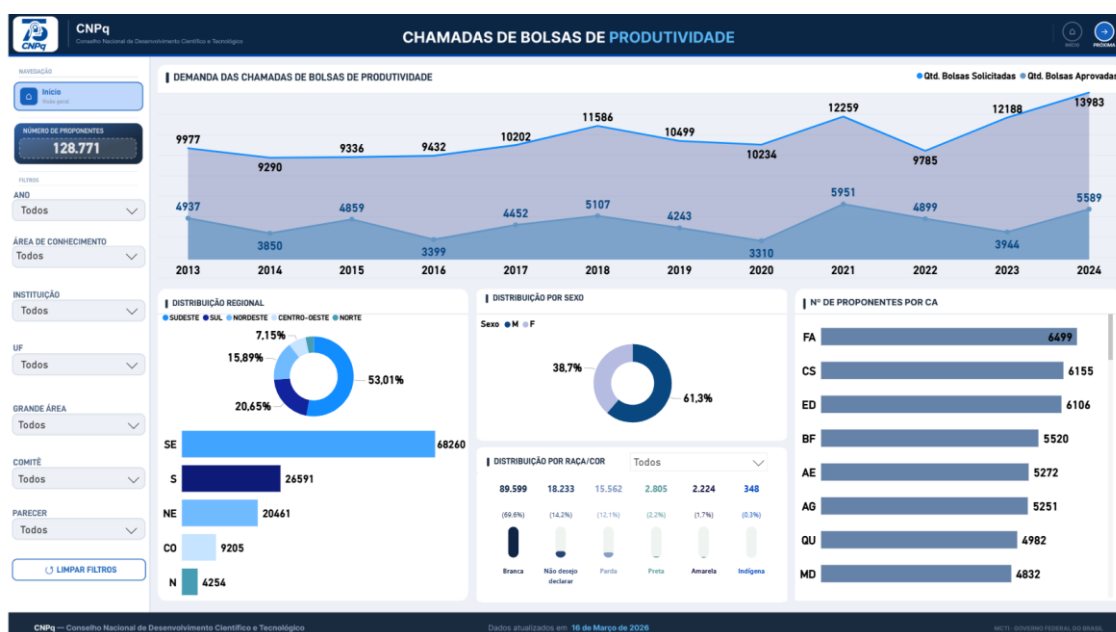 75
CNPq
CNPq
Conselho Nacional de Desenvolvimento Científico e Tecnológico
CHAMADAS DE BOLSAS DE PRODUTIVIDADE
INÍCIO
PRÓXIMA
NAVEGAÇÃO
Início
Visão geral
NÚMERO DE PROPONENTES
128.771
FILTROS
ANO
Todos
ÁREA DE CONHECIMENTO
Todos
INSTITUIÇÃO
Todos
UF
Todos
GRANDE ÁREA
Todos
COMITÊ
Todos
PARECER
Todos
LIMPAR FILTROS
DEMANDA DAS CHAMADAS DE BOLSAS DE PRODUTIVIDADE
Qtd. Bolsas Solicitadas Qtd. Bolsas Aprovadas
9977 9290 9336 9432 10202 11586 10499 10234 12259 9785 12188 13983
4937 3850 4859 3399 4452 5107 4243 3310 5951 4899 3944 5589
2013 2014 2015 2016 2017 2018 2019 2020 2021 2022 2023 2024
DISTRIBUIÇÃO REGIONAL
SUDESTE SUL NORDESTE CENTRO-OESTE NORTE
7,15%
15,89%
53,01%
20,65%
SE 68260
S 26591
NE 20461
CO 9205
N 4254
DISTRIBUIÇÃO POR SEXO
Sexo M F
38,7%
61,3%
DISTRIBUIÇÃO POR RAÇA/COR Todos
89.599 18.233 15.562 2.805 2.224 348
(69,6%) (14,2%) (12,1%) (2,2%) (1,7%) (0,3%)
Branca Não desejo declarar Parda Preta Amarela Indígena
Nº DE PROPONENTES POR CA
FA 6499
CS 6155
ED 6106
BF 5520
AE 5272
AG 5251
QU 4982
MD 4832
CNPq — Conselho Nacional de Desenvolvimento Científico e Tecnológico
Dados atualizados em 16 de Março de 2026
MCTI · GOVERNO FEDERAL DO BRASIL